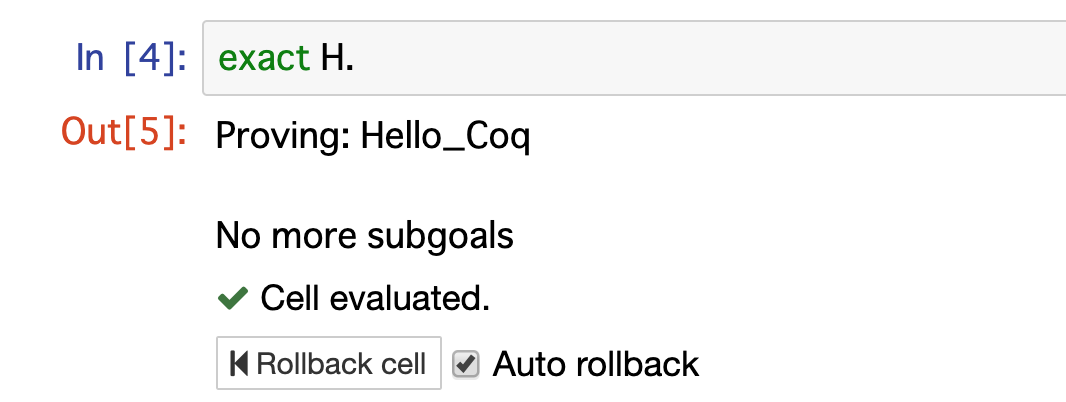 In [4]: exact H.
Out[5]: Proving: Hello_Coq
No more subgoals
Cell evaluated.
Rollback cell Auto rollback